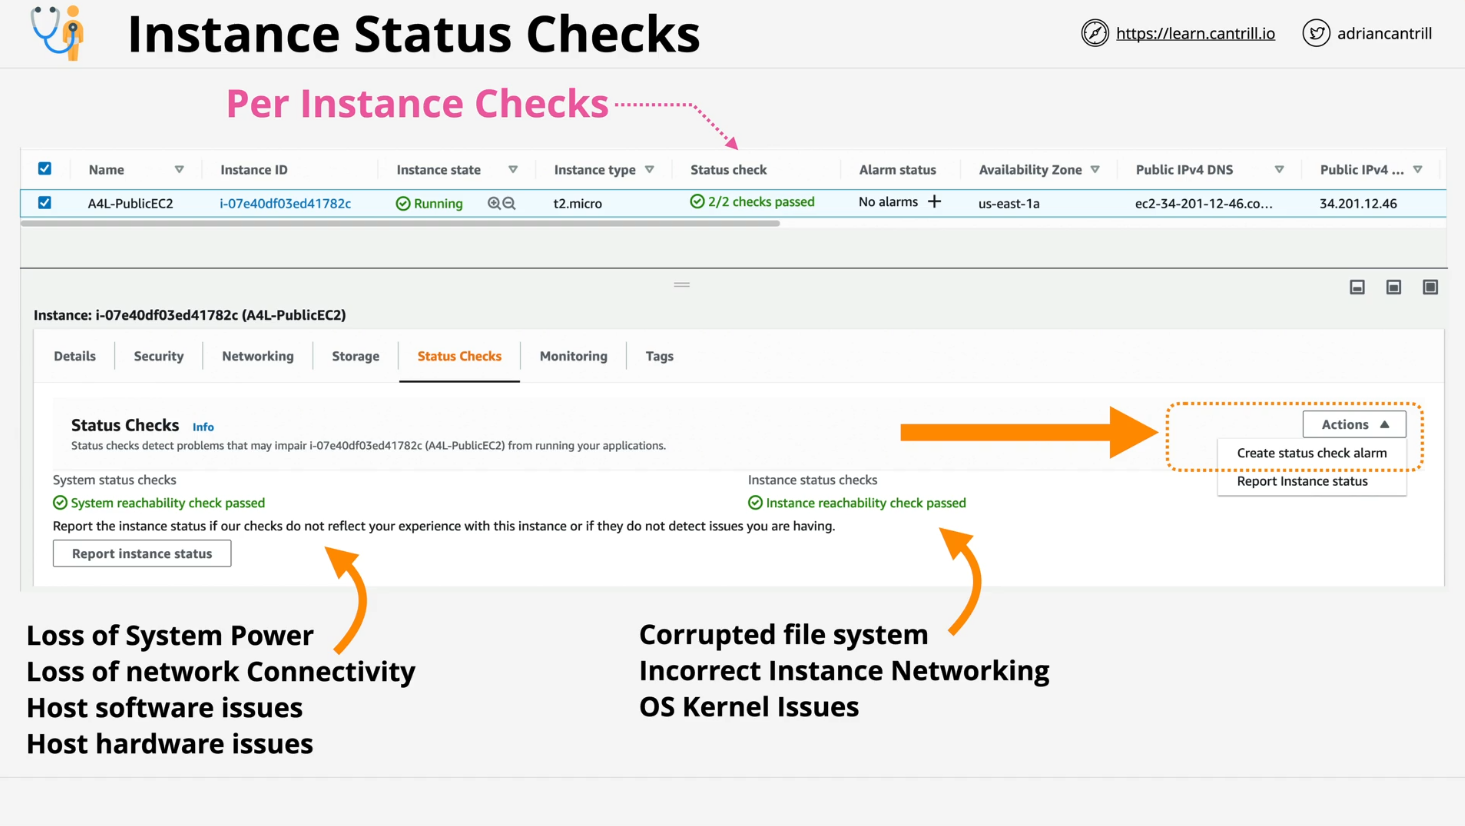 Instance Status Checks
https://learn.cantrill.io
adriancantrill
Per Instance Checks
Name
Instance ID
Instance state
Instance type
Status check
Alarm status
Availability Zone
Public IPv4 DNS
Public IPv4 ...
A4L-PublicEC2
i-07e40df03ed41782c
Running
t2.micro
2/2 checks passed
No alarms +
us-east-1a
ec2-34-201-12-46.co...
34.201.12.46
Instance: i-07e40df03ed41782c (A4L-PublicEC2)
Details
Security
Networking
Storage
Status Checks
Monitoring
Tags
Status Checks Info
Actions
Status checks detect problems that may impair i-07e40df03ed41782c (A4L-PublicEC2) from running your applications.
Create status check alarm
Report Instance status
System status checks
System reachability check passed
Instance status checks
Instance reachability check passed
Report the instance status if our checks do not reflect your experience with this instance or if they do not detect issues you are having.
Report instance status
Loss of System Power
Loss of network Connectivity
Host software issues
Host hardware issues
Corrupted file system
Incorrect Instance Networking
OS Kernel Issues